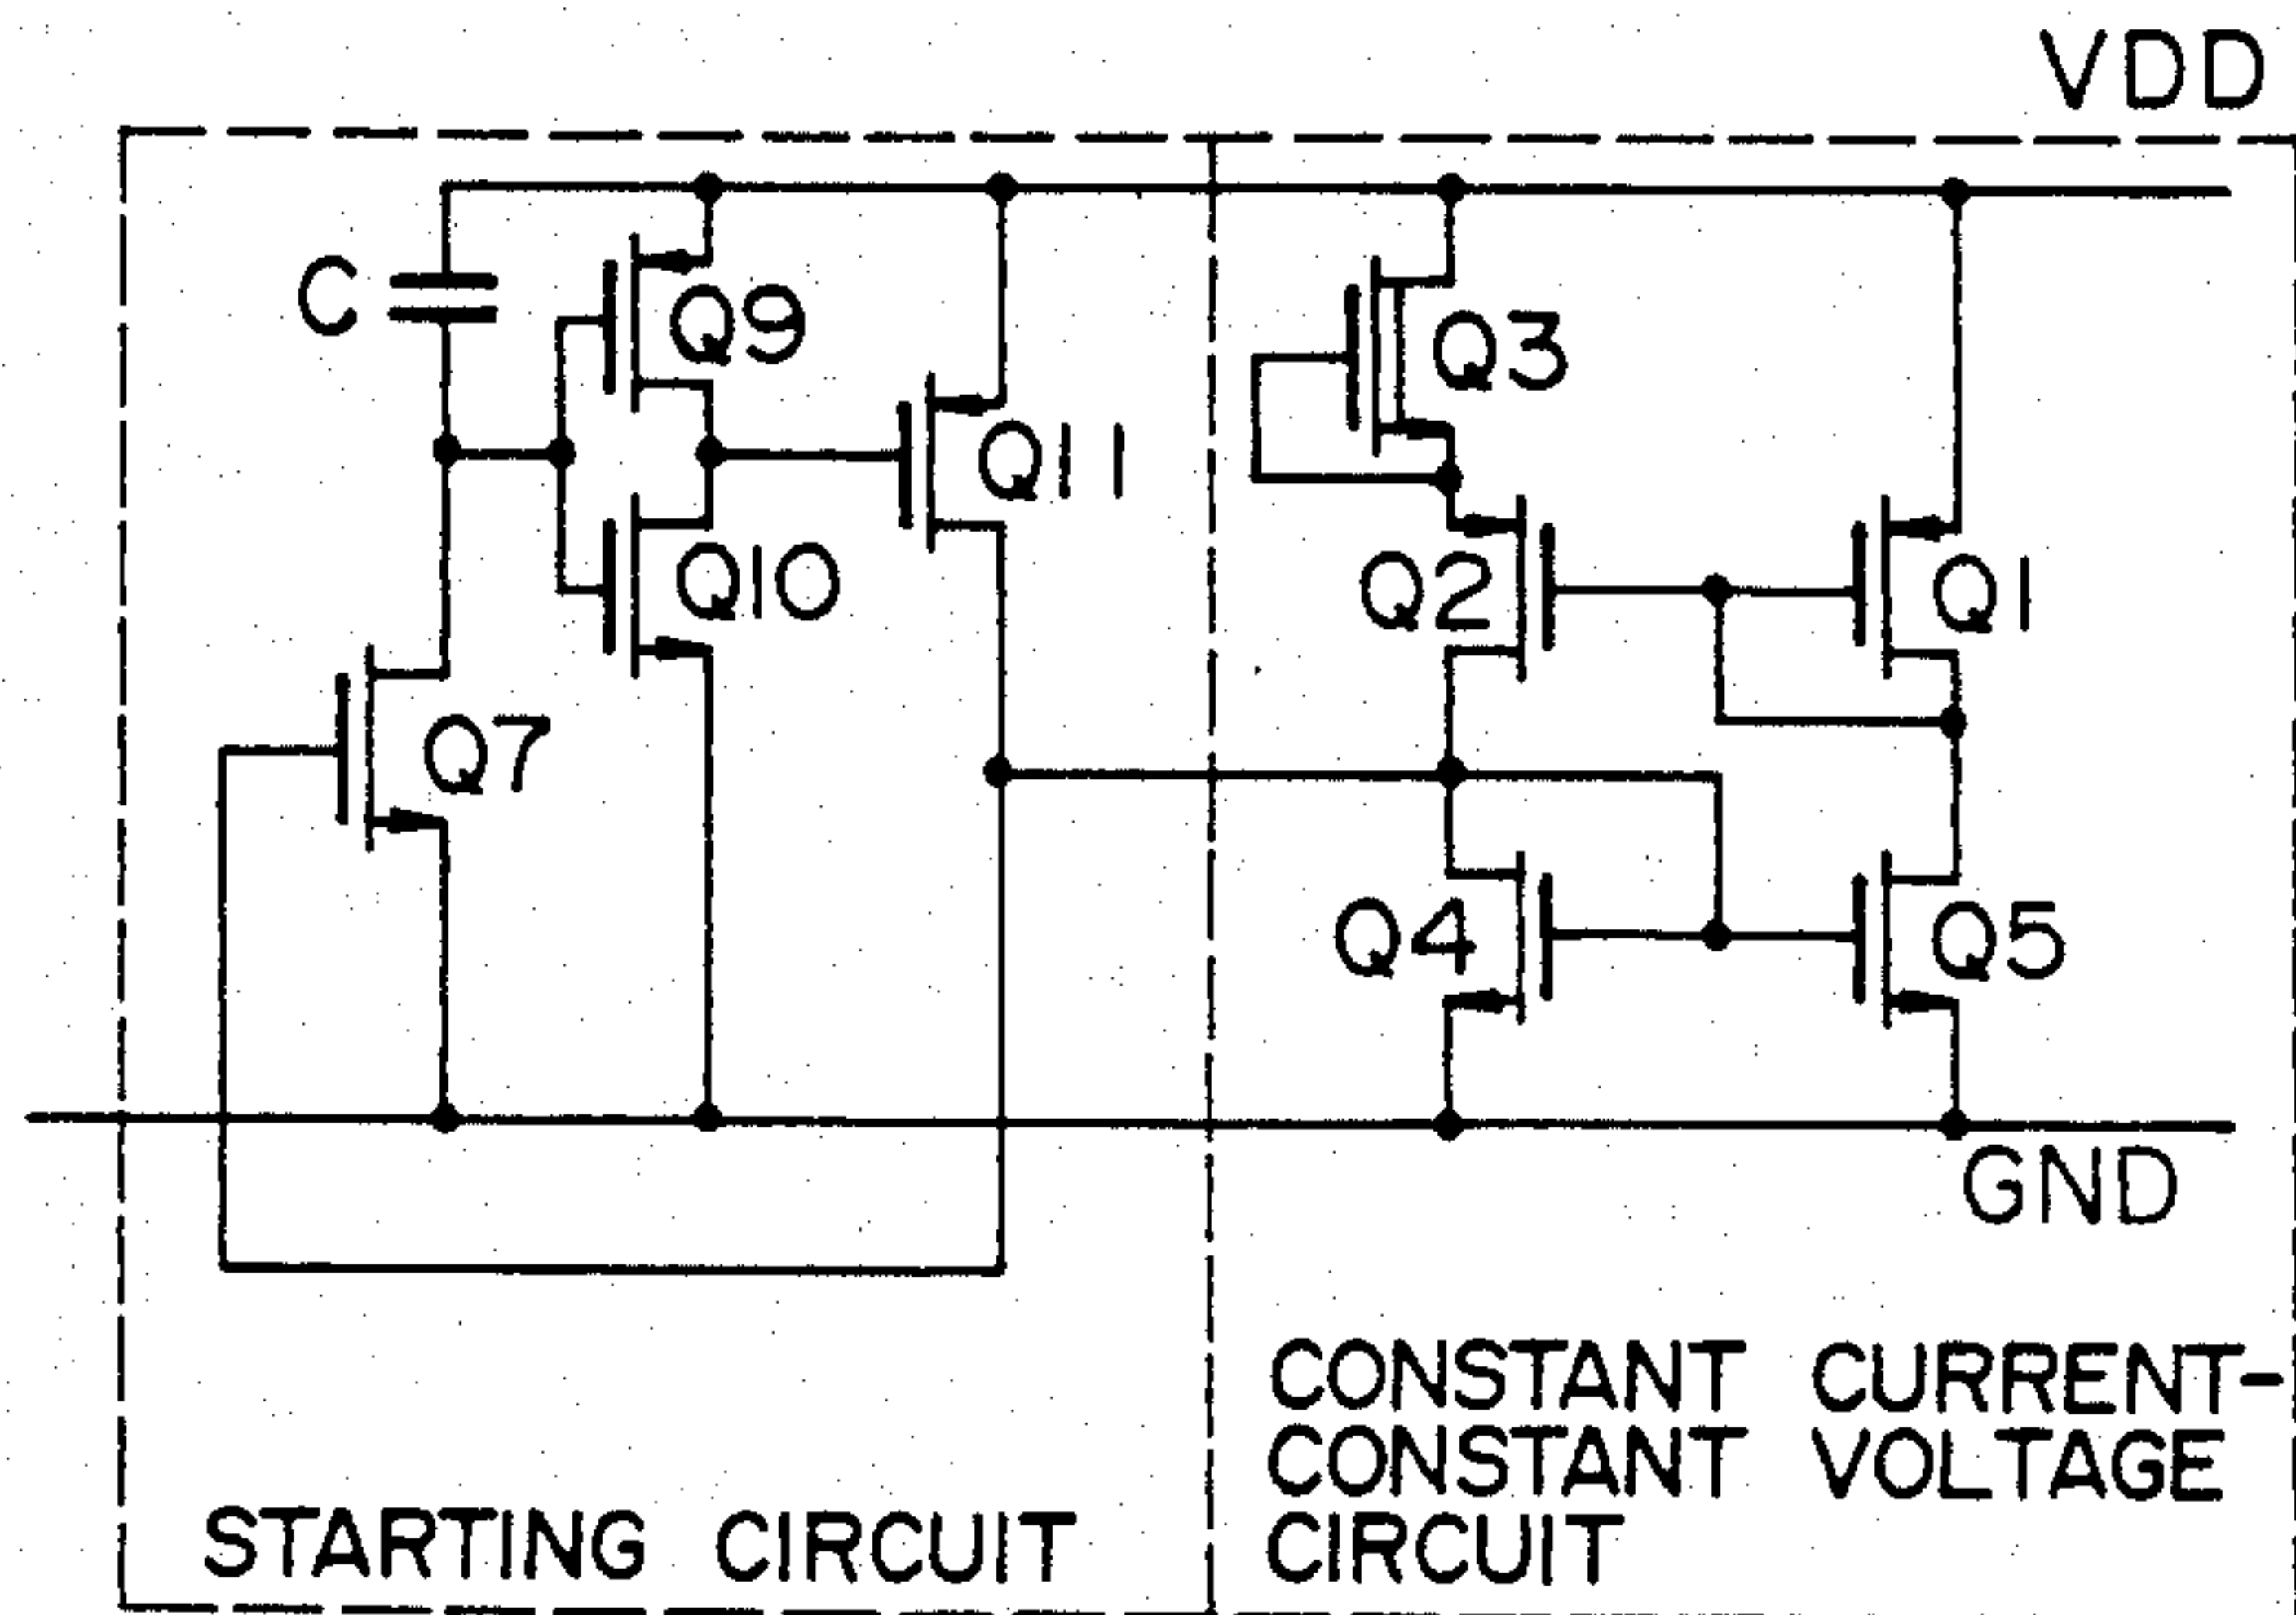 VDD
C
Q9
Q3
Q11
Q10
Q2
Q1
Q7
Q4
Q5
GND
CONSTANT CURRENT-
CONSTANT VOLTAGE
CIRCUIT
STARTING CIRCUIT